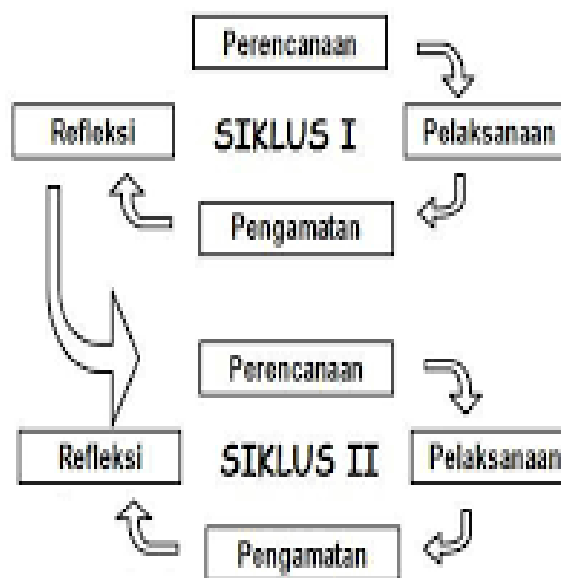 Perencanaan
Refleksi
SIKLUS I
Pelaksanaan
Pengamatan
Perencanaan
Refleksi
SIKLUS II
Pelaksanaan
Pengamatan